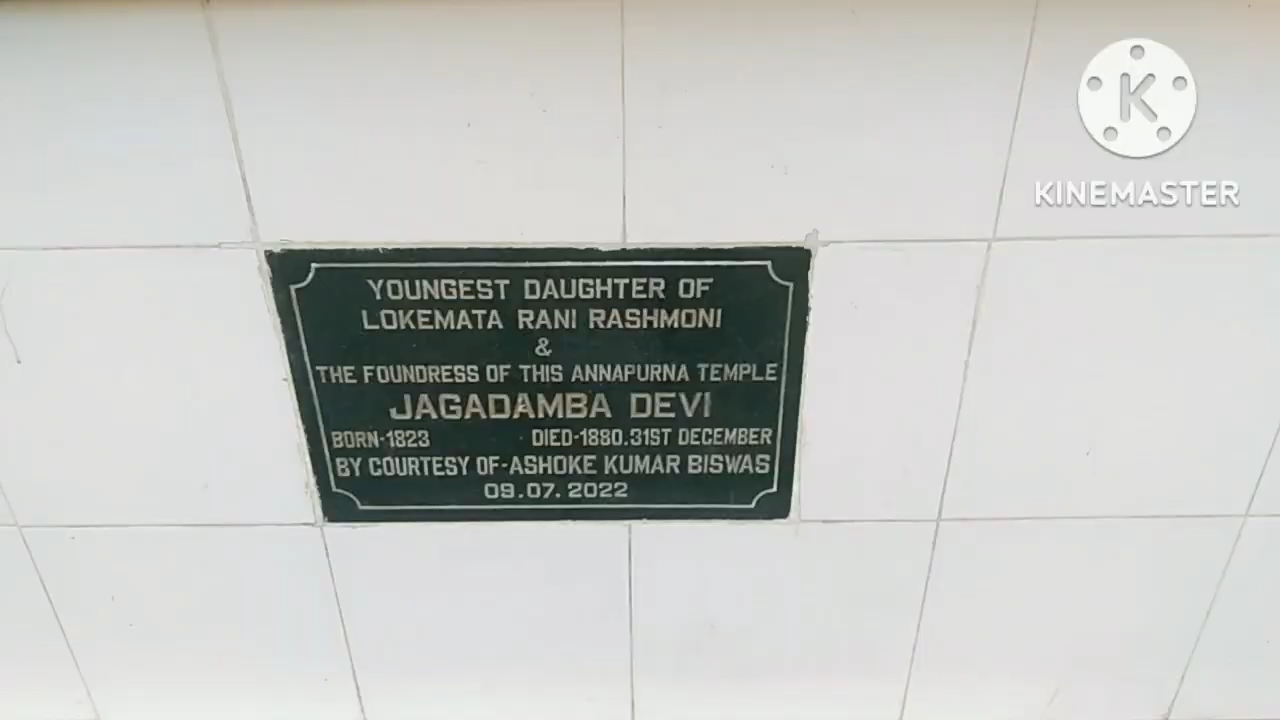 K
KINEMASTER
YOUNGEST DAUGHTER OF
LOKEMATA RANI RASHMONI
&
THE FOUNDRESS OF THIS ANNAPURNA TEMPLE
JAGADAMBA DEVI
BORN-1823 DIED-1880.31ST DECEMBER
BY COURTESY OF-ASHOKE KUMAR BISWAS
09.07.2022